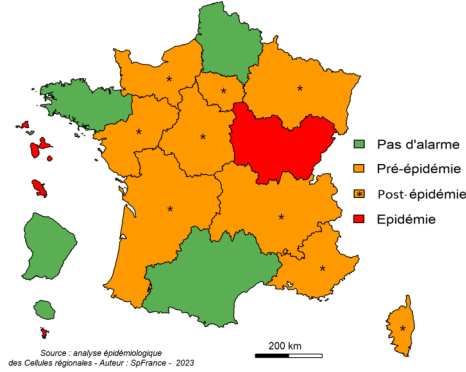 Pas d'alarme
Pré-épidémie
Post-épidémie
Epidémie
200 km
Source : analyse épidémiologique
des Cellules régionales - Auteur : SpFrance - 2023